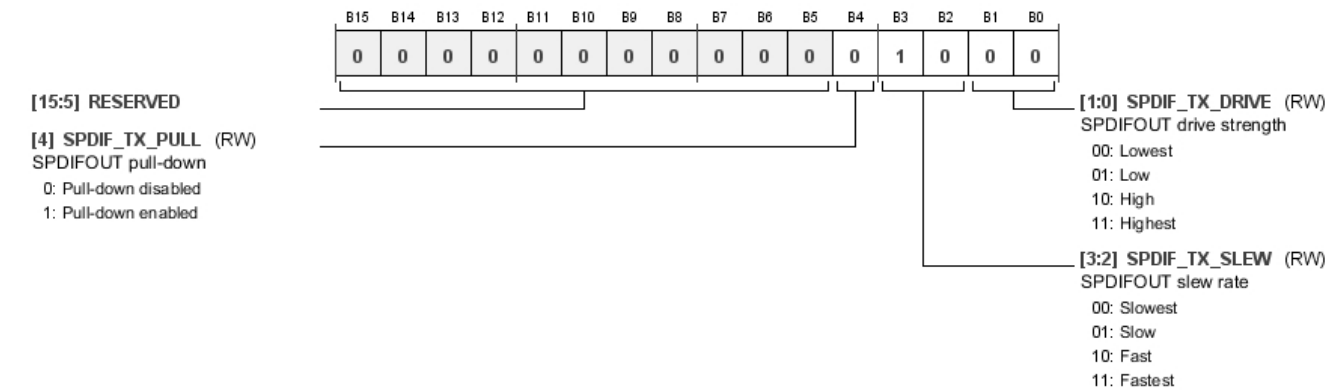 B15 B14 B13 B12 B11 B10 B9 B8 B7 B6 B5 B4 B3 B2 B1 B0
0 0 0 0 0 0 0 0 0 0 0 0 1 0 0 0
[15:5] RESERVED
[4] SPDIF_TX_PULL (RW)
SPDIFOUT pull-down
0: Pull-down disabled
1: Pull-down enabled
[1:0] SPDIF_TX_DRIVE (RW)
SPDIFOUT drive strength
00: Lowest
01: Low
10: High
11: Highest
[3:2] SPDIF_TX_SLEW (RW)
SPDIFOUT slew rate
00: Slowest
01: Slow
10: Fast
11: Fastest